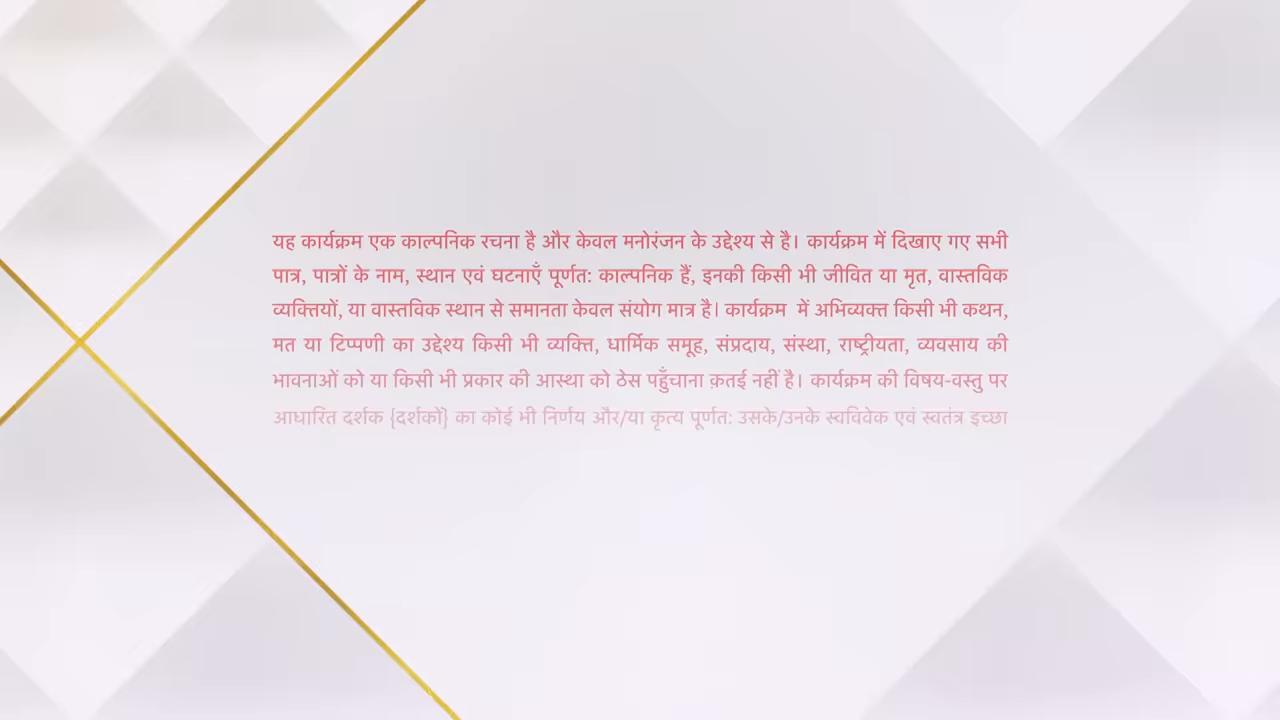 यह कार्यक्रम एक काल्पनिक रचना है और केवल मनोरंजन के उद्देश्य से है। कार्यक्रम में दिखाए गए सभी
पात्र, पात्रों के नाम, स्थान एवं घटनाएँ पूर्णत: काल्पनिक हैं, इनकी किसी भी जीवित या मृत, वास्तविक
व्यक्तियों, या वास्तविक स्थान से समानता केवल संयोग मात्र है। कार्यक्रम  में अभिव्यक्त किसी भी कथन,
मत या टिप्पणी का उद्देश्य किसी भी व्यक्ति, धार्मिक समूह, संप्रदाय, संस्था, राष्ट्रीयता, व्यवसाय की
भावनाओं को या किसी भी प्रकार की आस्था को ठेस पहुँचाना क़तई नहीं है। कार्यक्रम की विषय-वस्तु पर
आधारित दर्शक {दर्शकों} का कोई भी निर्णय और/या कृत्य पूर्णत: उसके/उनके स्वविवेक एवं स्वतंत्र इच्छा